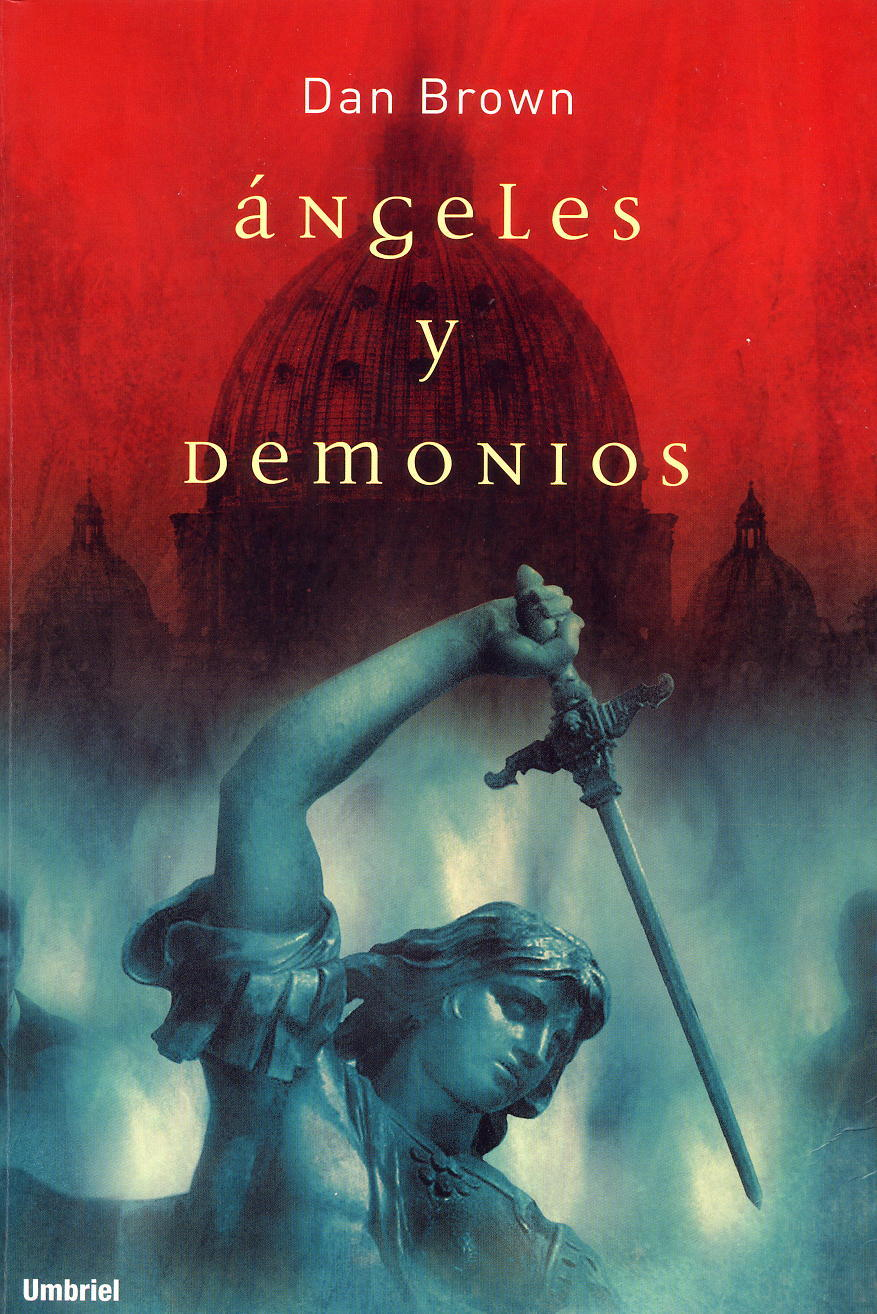 Dan Brown
áNgeLes
y
DemONIOS
Umbriel